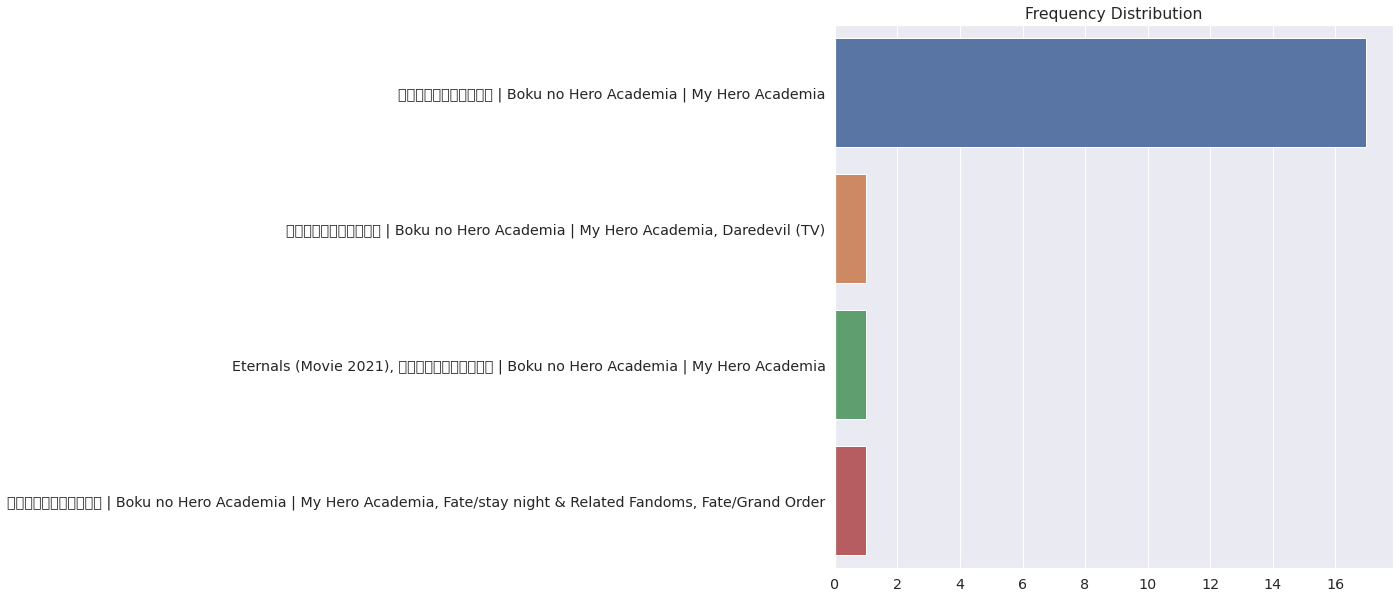 Frequency Distribution
| Boku no Hero Academia | My Hero Academia
| Boku no Hero Academia | My Hero Academia, Daredevil (TV)
Eternals (Movie 2021), | Boku no Hero Academia | My Hero Academia
| Boku no Hero Academia | My Hero Academia, Fate/stay night & Related Fandoms, Fate/Grand Order
0 2 4 6 8 10 12 14 16